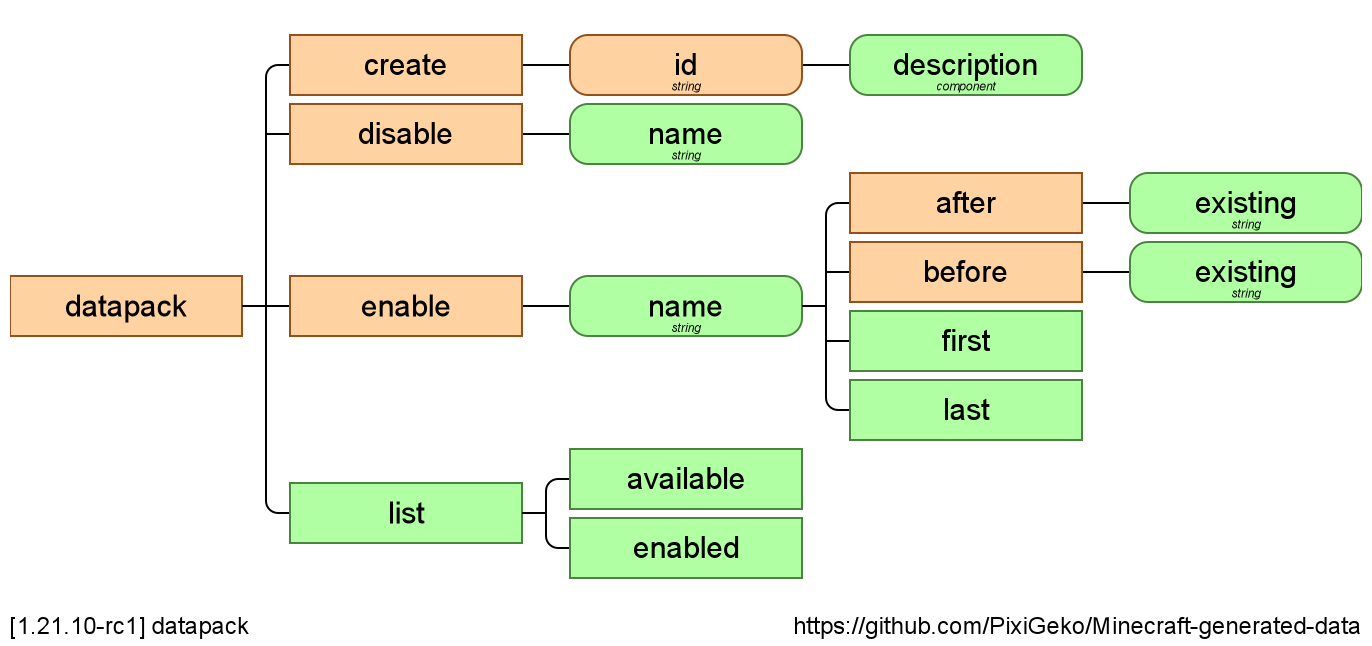 create
id
string
description
component
disable
name
string
after
existing
string
before
existing
string
datapack
enable
name
string
first
last
available
list
enabled
[1.21.10-rc1] datapack
https://github.com/PixiGeko/Minecraft-generated-data